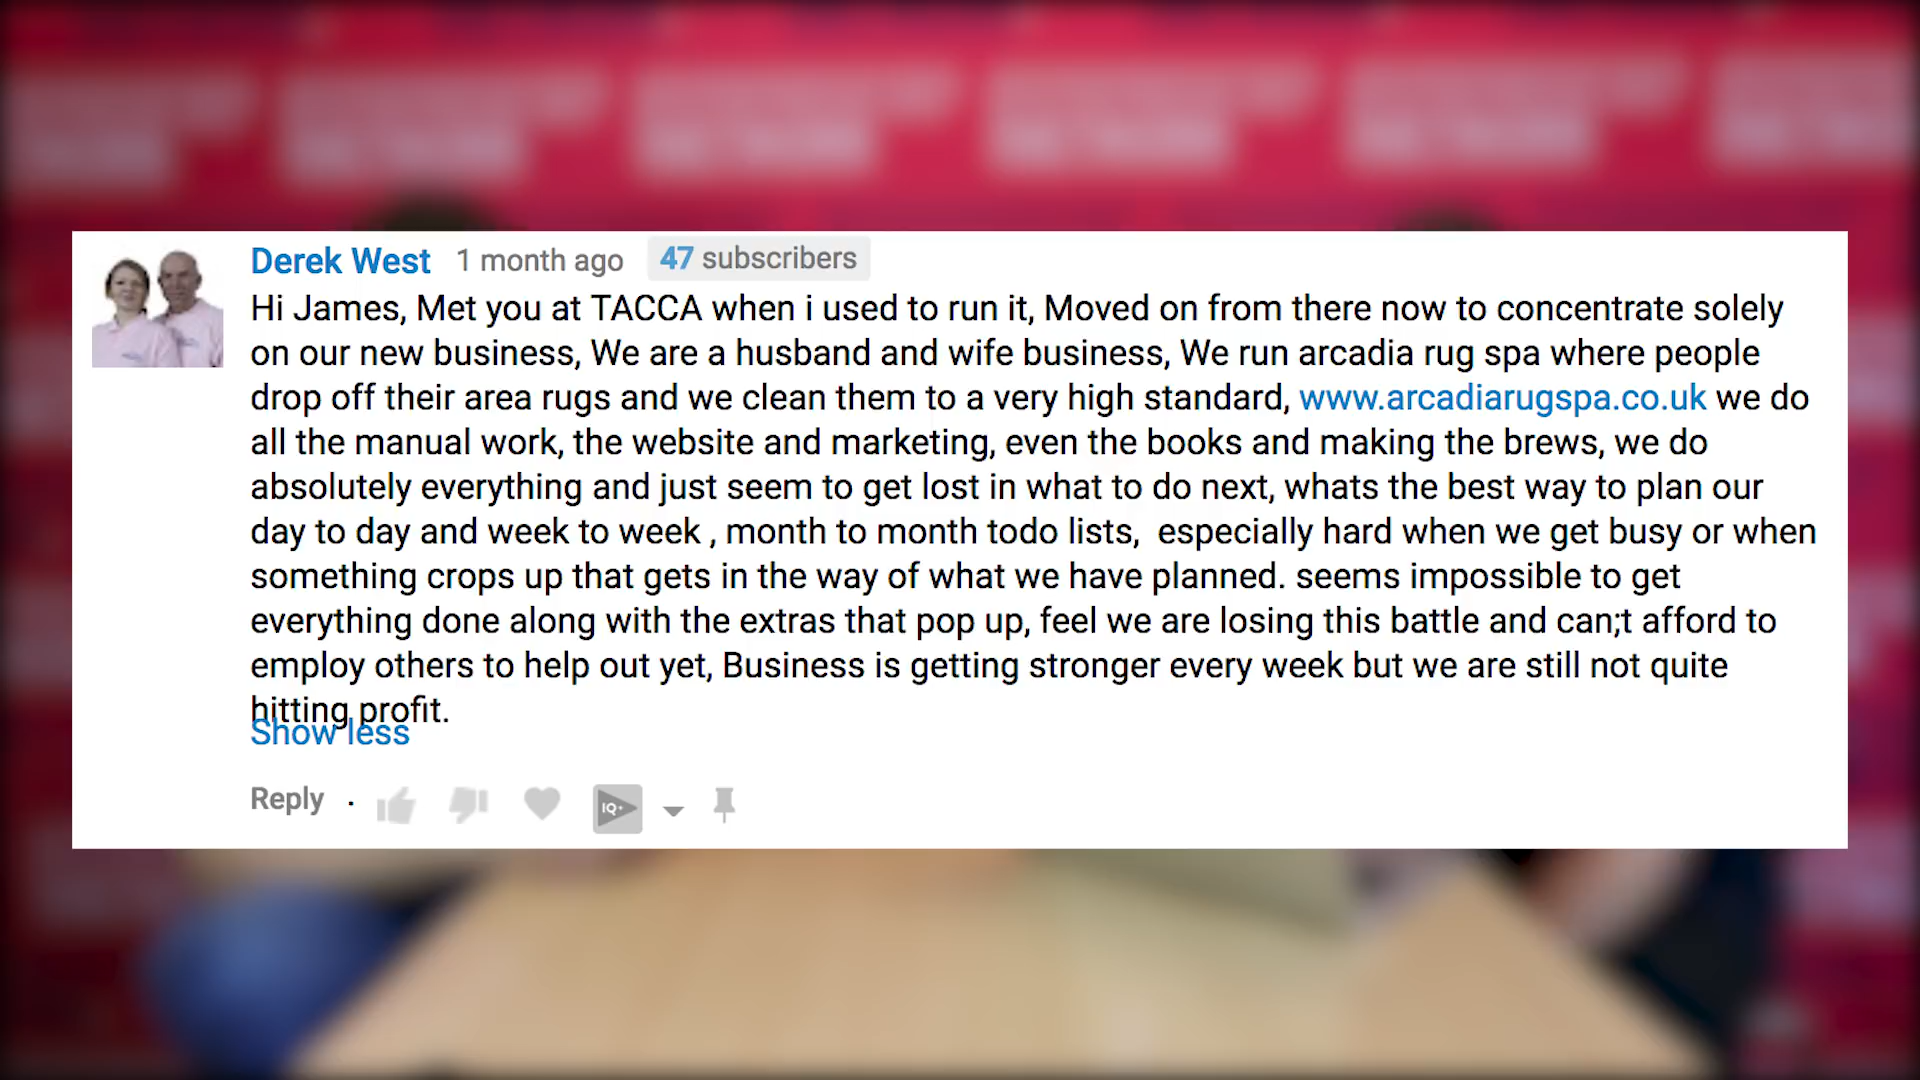 Derek West 1 month ago 47 subscribers
Hi James, Met you at TACCA when i used to run it, Moved on from there now to concentrate solely
on our new business, We are a husband and wife business, We run arcadia rug spa where people
drop off their area rugs and we clean them to a very high standard, www.arcadiarugspa.co.uk we do
all the manual work, the website and marketing, even the books and making the brews, we do
absolutely everything and just seem to get lost in what to do next, whats the best way to plan our
day to day and week to week , month to month todo lists,  especially hard when we get busy or when
something crops up that gets in the way of what we have planned. seems impossible to get
everything done along with the extras that pop up, feel we are losing this battle and can;t afford to
employ others to help out yet, Business is getting stronger every week but we are still not quite
hitting profit.
Show less
Reply · IQ+